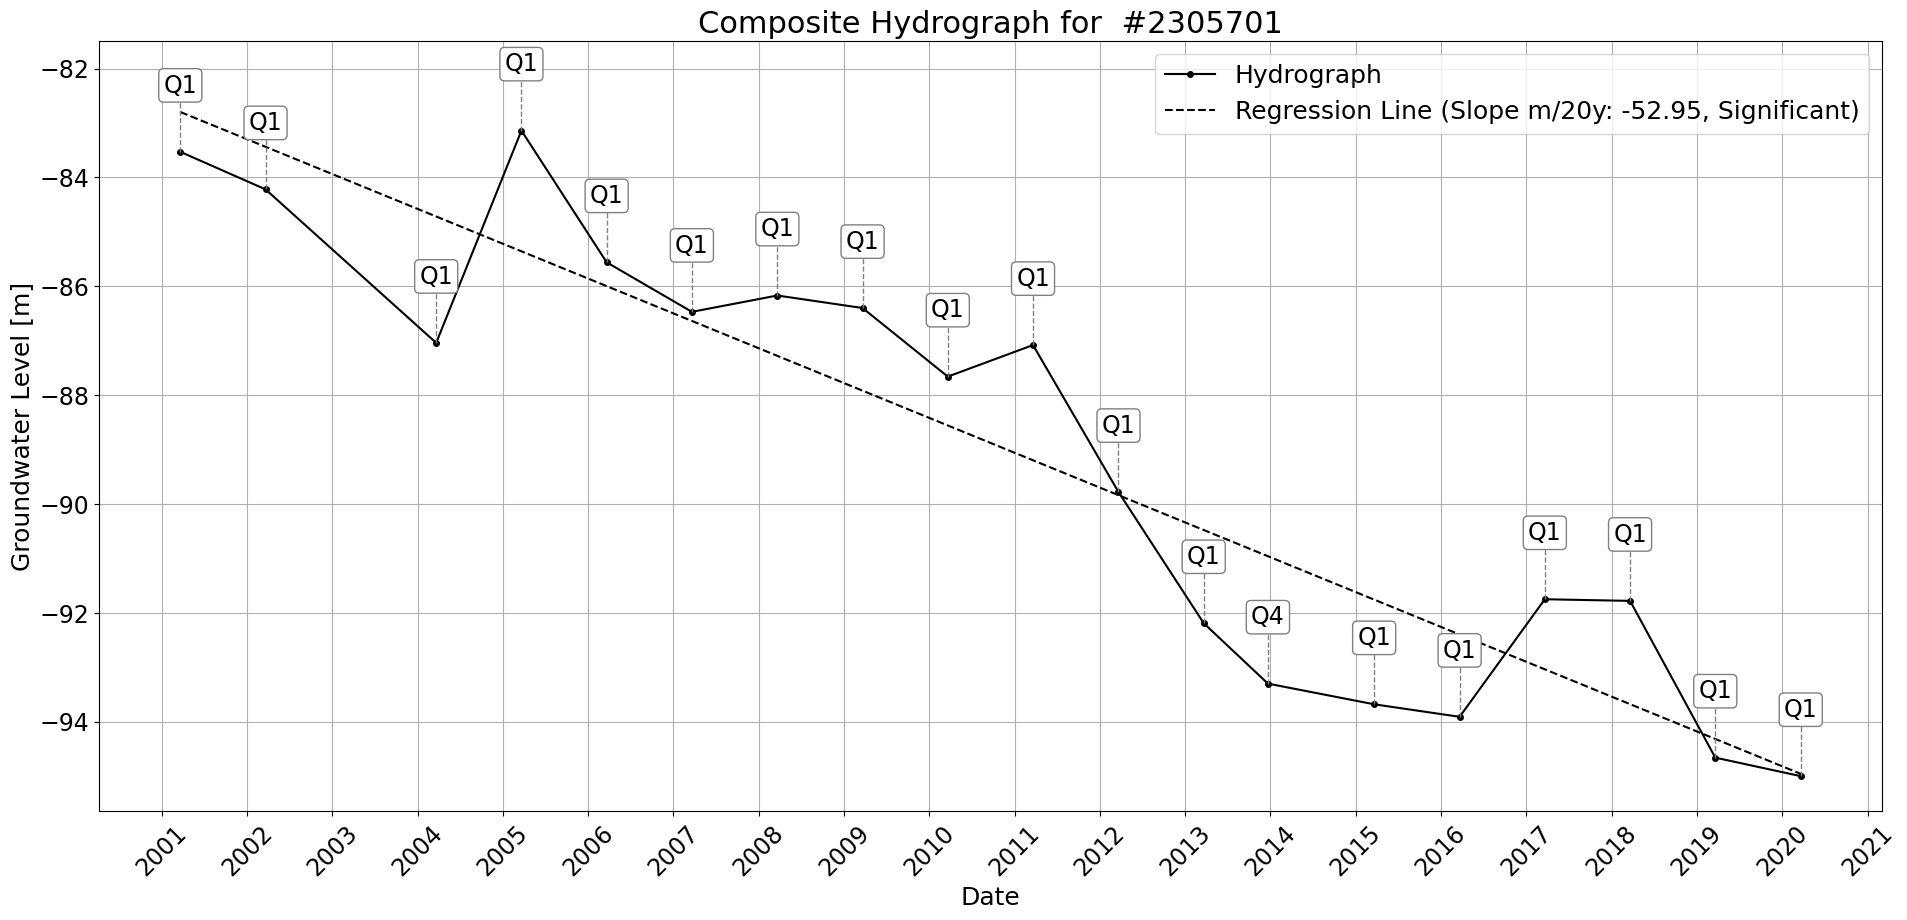 Composite Hydrograph for  #2305701
Hydrograph
Regression Line (Slope m/20y: -52.95, Significant)
Groundwater Level [m]
−82
−84
−86
−88
−90
−92
−94
Q1
Q1
Q1
Q1
Q1
Q1
Q1
Q1
Q1
Q1
Q1
Q1
Q4
Q1
Q1
Q1
Q1
Q1
Q1
2001
2002
2003
2004
2005
2006
2007
2008
2009
2010
2011
2012
2013
2014
2015
2016
2017
2018
2019
2020
2021
Date